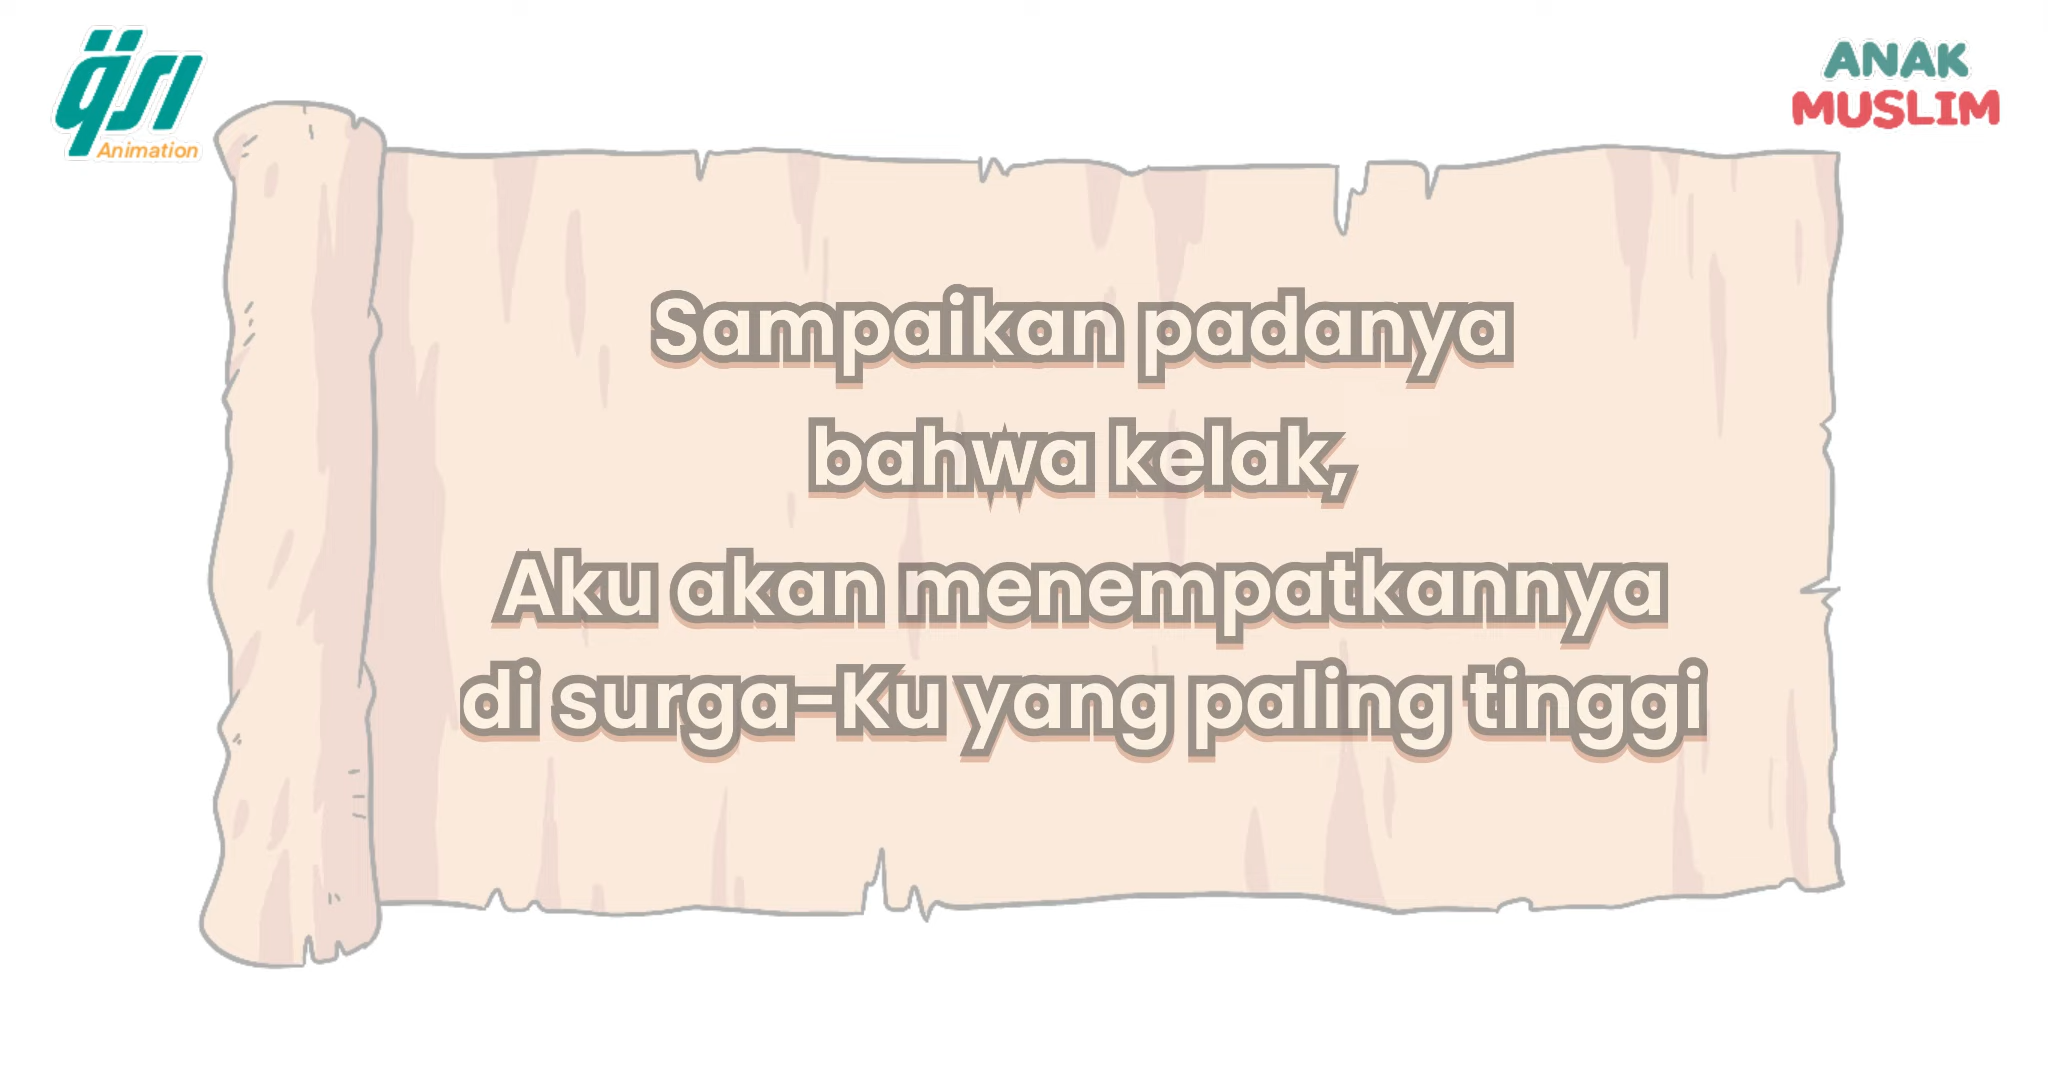 Animation
ANAK
MUSLIM
Sampaikan padanya
bahwa kelak,
Aku akan menempatkannya
di surga-Ku yang paling tinggi